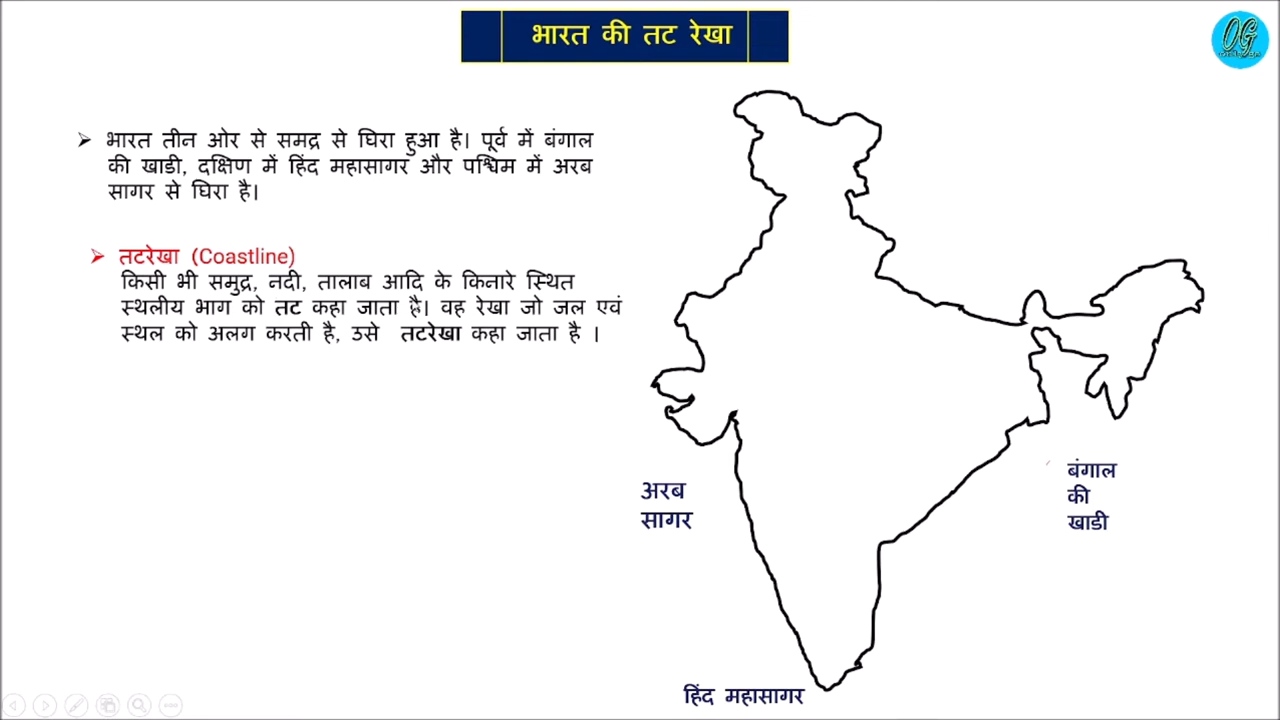 भारत की तट रेखा
OG
भारत तीन ओर से समद्र से घिरा हुआ है। पूर्व में बंगाल
की खाडी, दक्षिण में हिंद महासागर और पश्चिम में अरब
सागर से घिरा है।
तटरेखा (Coastline)
किसी भी समुद्र, नदी, तालाब आदि के किनारे स्थित
स्थलीय भाग को तट कहा जाता है। वह रेखा जो जल एवं
स्थल को अलग करती है, उसे तटरेखा कहा जाता है ।
अरब
सागर
बंगाल
की
खाडी
हिंद महासागर